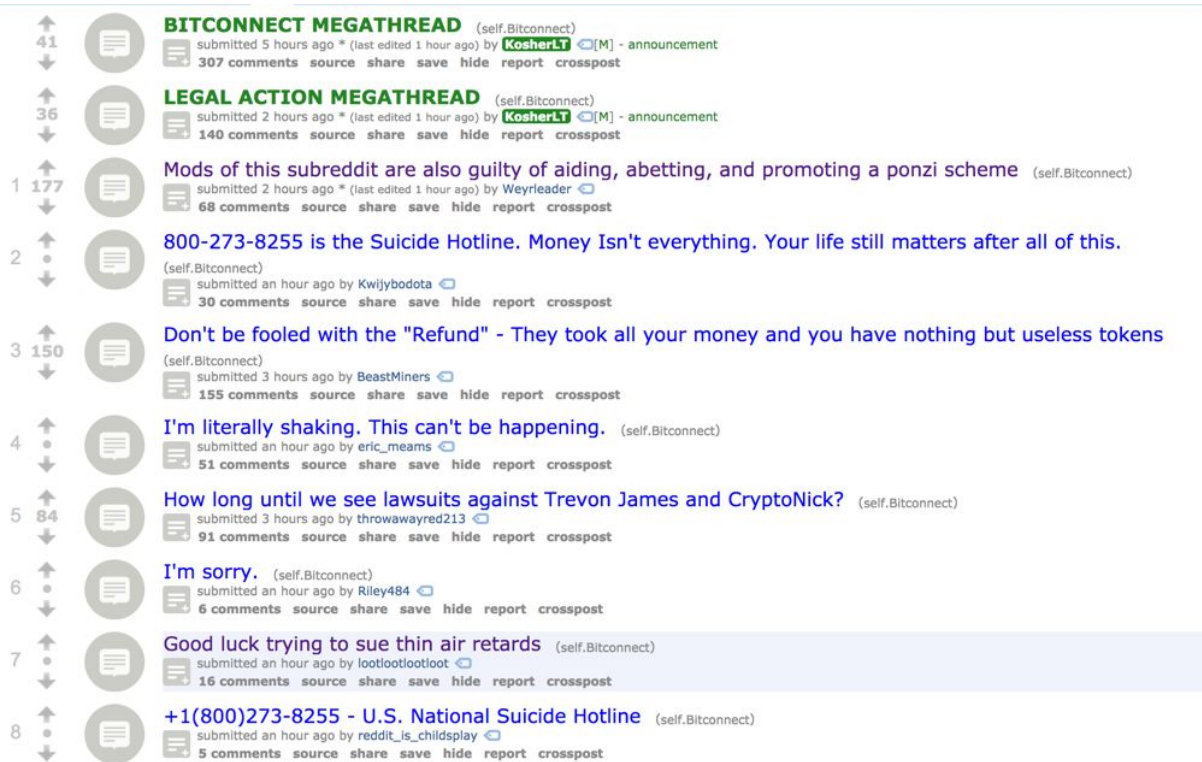 BITCONNECT MEGATHREAD (self.Bitconnect)
41
submitted 5 hours ago * (last edited 1 hour ago) by KosherLT [M] - announcement
307 comments source share save hide report crosspost
LEGAL ACTION MEGATHREAD (self.Bitconnect)
36
submitted 2 hours ago * (last edited 1 hour ago) by KosherLT [M] - announcement
140 comments source share save hide report crosspost
Mods of this subreddit are also guilty of aiding, abetting, and promoting a ponzi scheme (self.Bitconnect)
1 177
submitted 2 hours ago * (last edited 1 hour ago) by Weyrleader
68 comments source share save hide report crosspost
800-273-8255 is the Suicide Hotline. Money Isn't everything. Your life still matters after all of this.
2
(self.Bitconnect)
submitted an hour ago by Kwijybodota
30 comments source share save hide report crosspost
Don't be fooled with the "Refund" - They took all your money and you have nothing but useless tokens
3 150
(self.Bitconnect)
submitted 3 hours ago by BeastMiners
155 comments source share save hide report crosspost
I'm literally shaking. This can't be happening. (self.Bitconnect)
4
submitted an hour ago by eric_meams
51 comments source share save hide report crosspost
How long until we see lawsuits against Trevon James and CryptoNick? (self.Bitconnect)
5 84
submitted 3 hours ago by throwawayred213
91 comments source share save hide report crosspost
I'm sorry. (self.Bitconnect)
6
submitted an hour ago by Riley484
6 comments source share save hide report crosspost
Good luck trying to sue thin air retards (self.Bitconnect)
7
submitted an hour ago by lootlootlootloot
16 comments source share save hide report crosspost
+1(800)273-8255 - U.S. National Suicide Hotline (self.Bitconnect)
8
submitted an hour ago by reddit_is_childsplay
5 comments source share save hide report crosspost